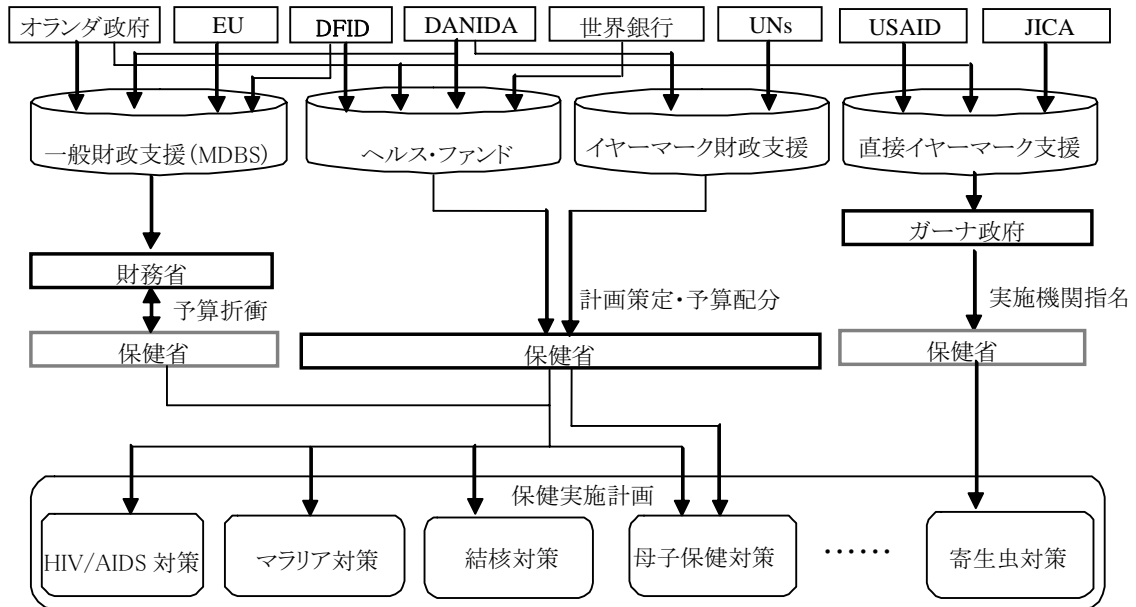 オランダ政府
EU
DFID
DANIDA
世界銀行
UNs
USAID
JICA
一般財政支援(MDBS)
ヘルス・ファンド
イヤーマーク財政支援
直接イヤーマーク支援
ガーナ政府
財務省
予算折衝
計画策定・予算配分
実施機関指名
保健省
保健省
保健省
保健実施計画
HIV/AIDS 対策
マラリア対策
結核対策
母子保健対策
……
寄生虫対策